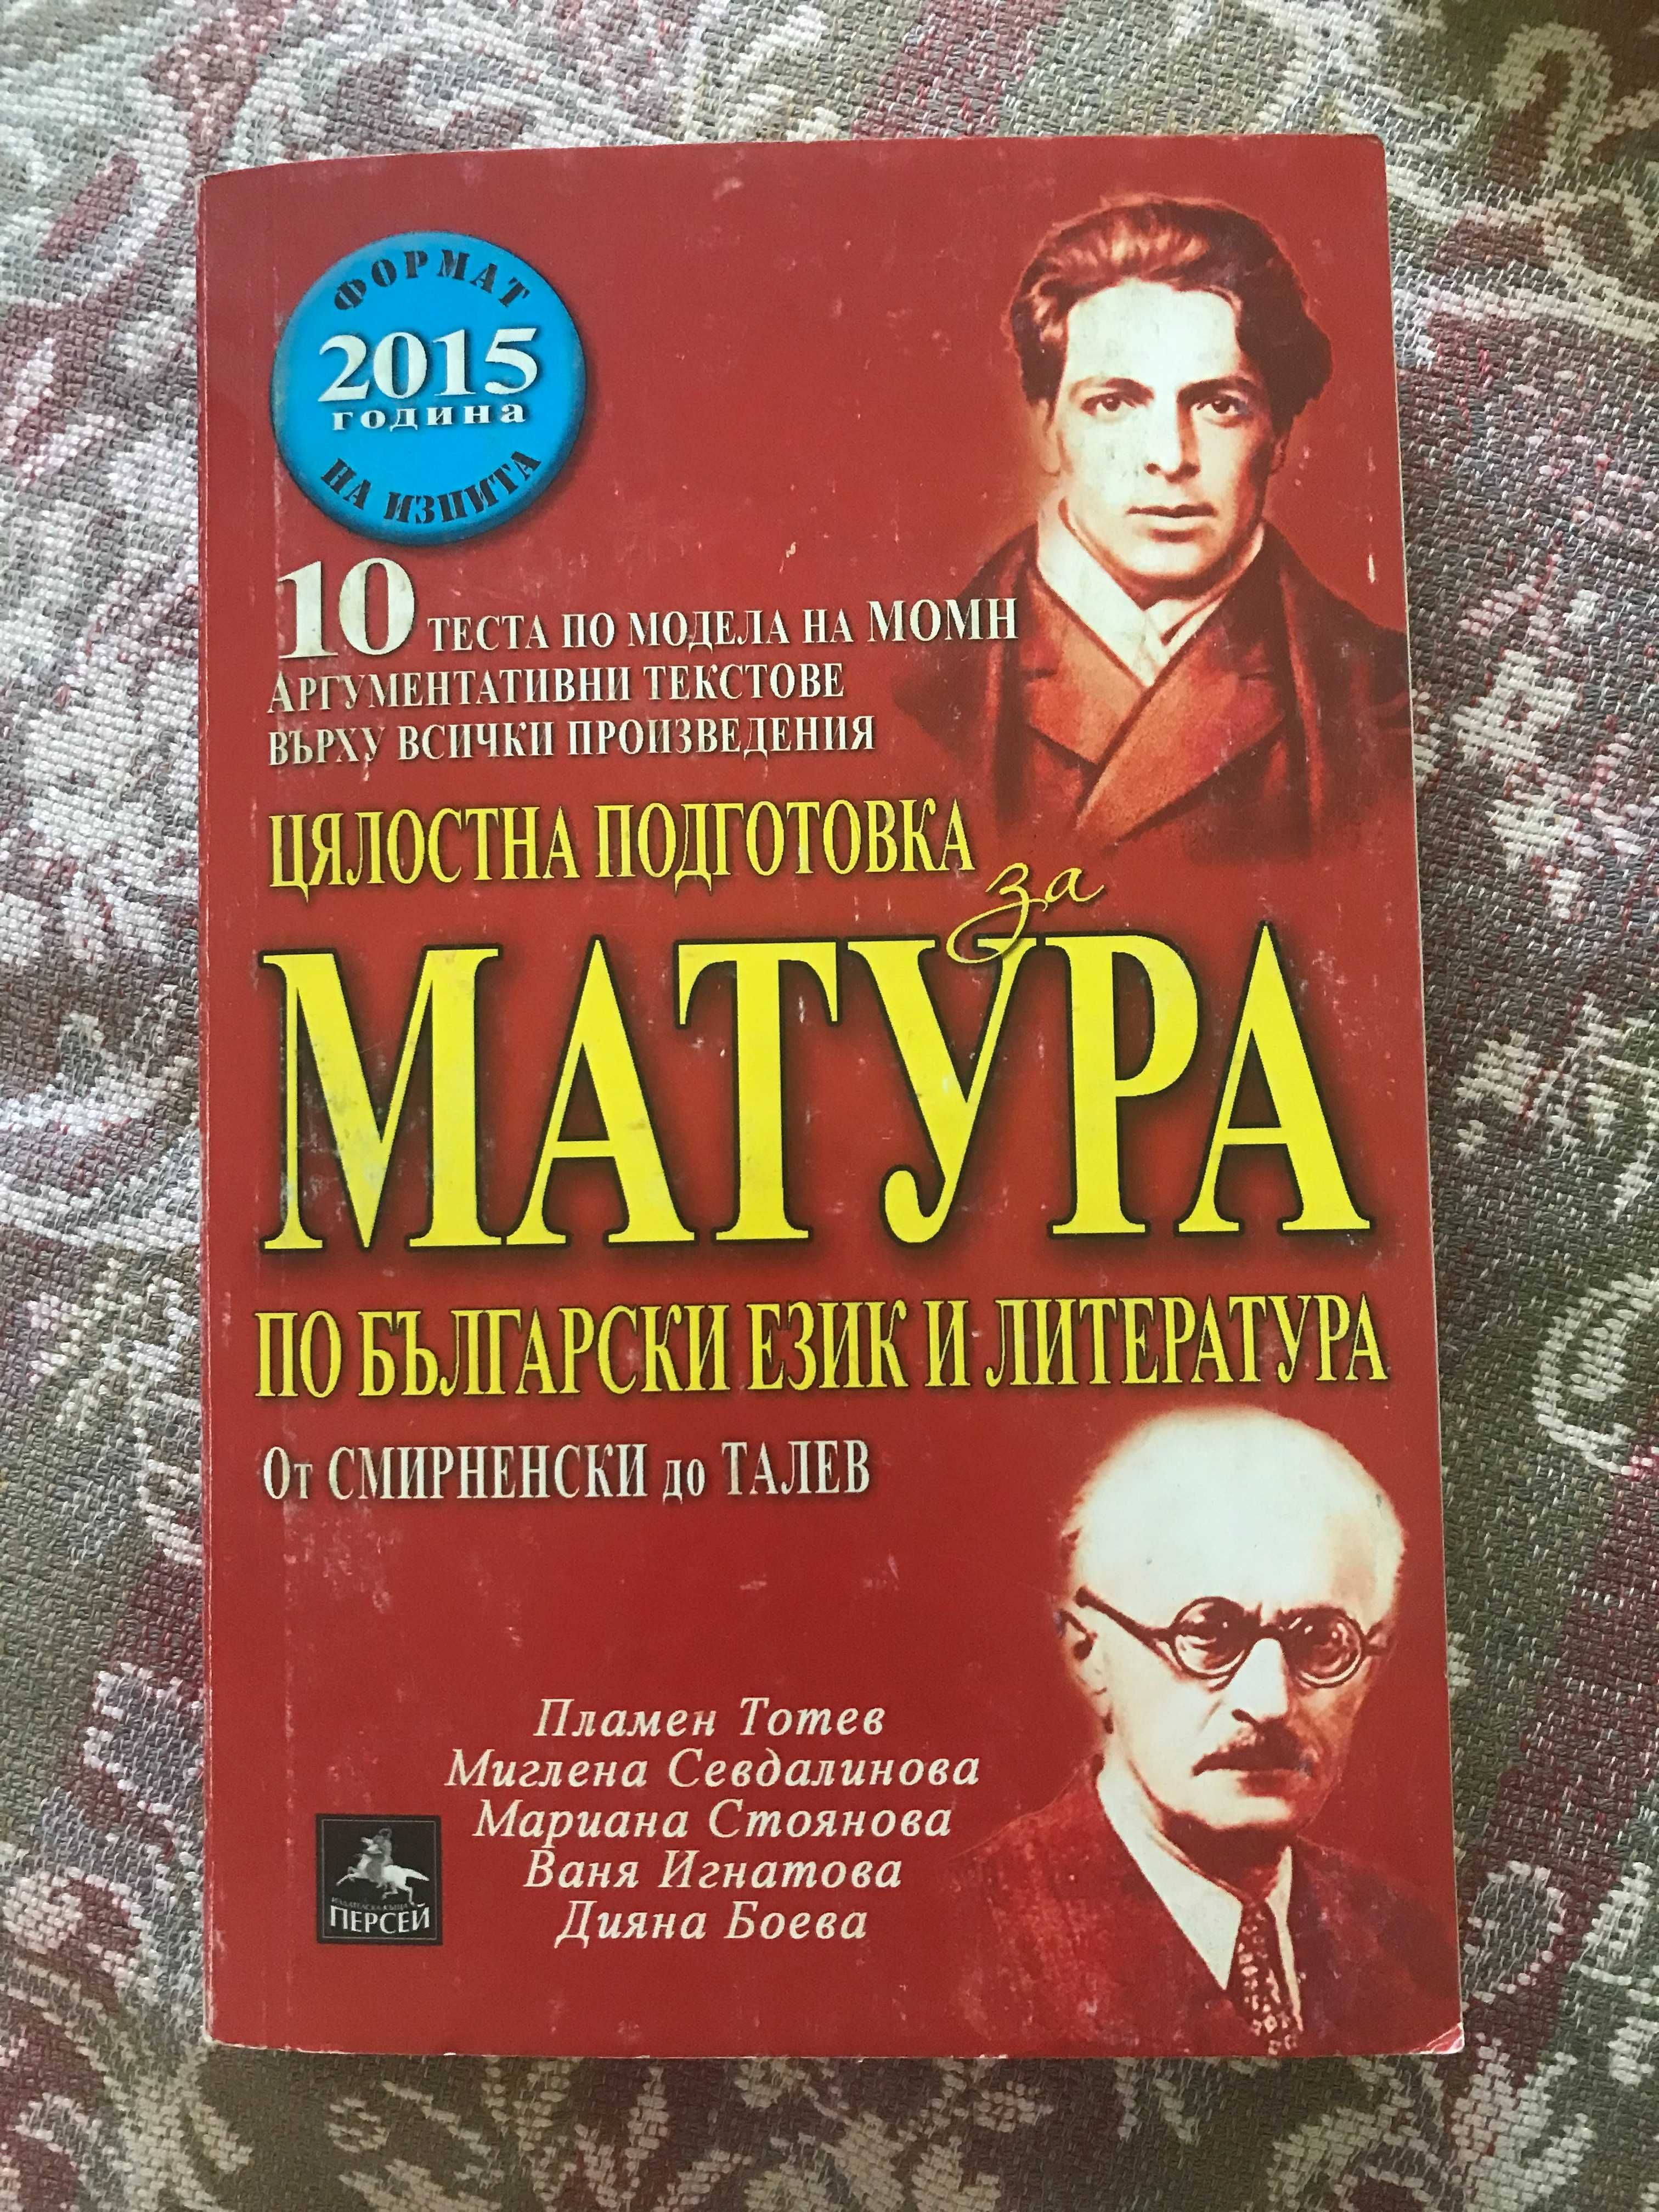 ФОРМАТ
2015
година
НА ИЗПИТА
10 ТЕСТА ПО МОДЕЛА НА МОМН
АРГУМЕНТАТИВНИ ТЕКСТОВЕ
ВЪРХУ ВСИЧКИ ПРОИЗВЕДЕНИЯ
ЦЯЛОСТНА ПОДГОТОВКА
за
МАТУРА
ПО БЪЛГАРСКИ ЕЗИК И ЛИТЕРАТУРА
От СМИРНЕНСКИ до ТАЛЕВ
Пламен Тотев
Миглена Севдалинова
Мариана Стоянова
Ваня Игнатова
Дияна Боева
ИЗДАТЕЛСКА КЪЩА
ПЕРСЕЙ